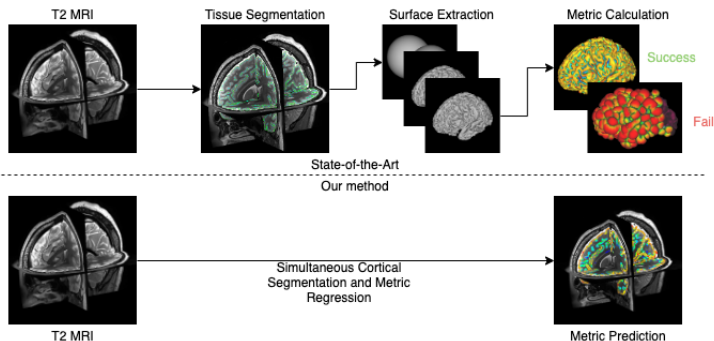 T2 MRI
Tissue Segmentation
Surface Extraction
Metric Calculation
Success
Fail
State-of-the-Art
Our method
Simultaneous Cortical
Segmentation and Metric
Regression
T2 MRI
Metric Prediction